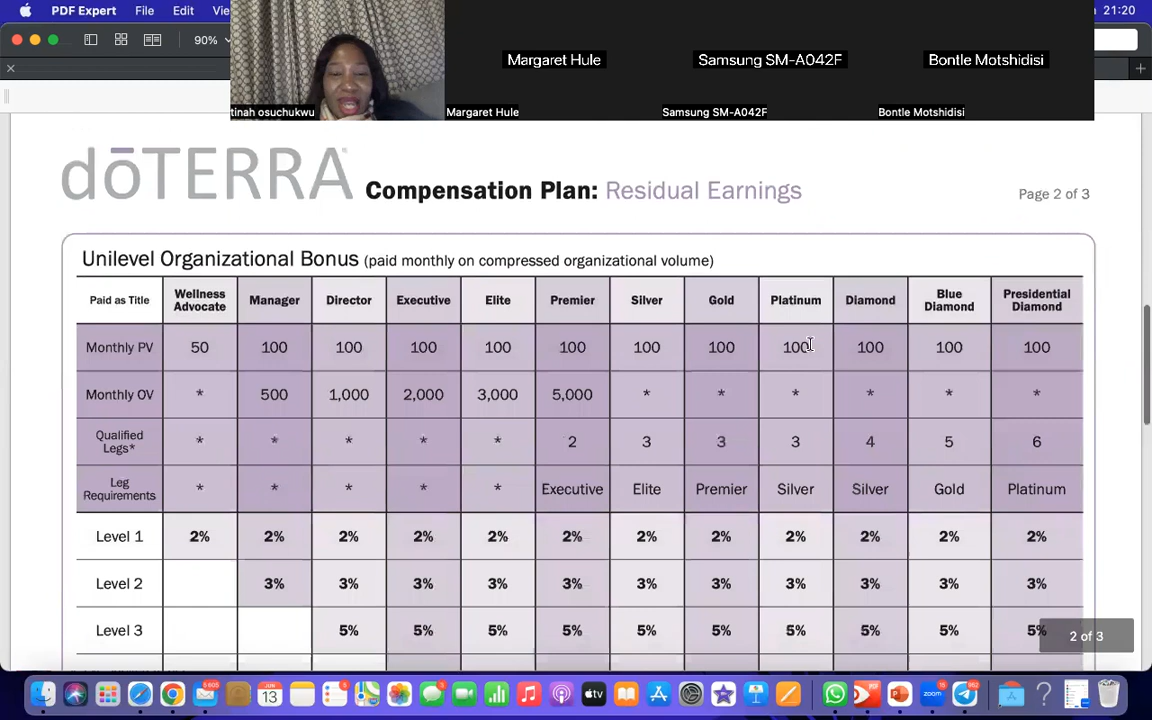 PDF Expert File Edit Vie 21:20
90%
Margaret Hule
Samsung SM-A042F
Bontle Motshidisi
tinah osuchukwu
Margaret Hule
Samsung SM-A042F
Bontle Motshidisi
dōTERRA Compensation Plan: Residual Earnings
Page 2 of 3
Unilevel Organizational Bonus (paid monthly on compressed organizational volume)
Paid as Title Wellness Advocate Manager Director Executive Elite Premier Silver Gold Platinum Diamond Blue Diamond Presidential Diamond
Monthly PV 50 100 100 100 100 100 100 100 100 100 100 100
Monthly OV * 500 1,000 2,000 3,000 5,000 * * * * * *
Qualified Legs* * * * * * 2 3 3 3 4 5 6
Leg Requirements * * * * * Executive Elite Premier Silver Silver Gold Platinum
Level 1 2% 2% 2% 2% 2% 2% 2% 2% 2% 2% 2% 2%
Level 2 3% 3% 3% 3% 3% 3% 3% 3% 3% 3% 3%
Level 3 5% 5% 5% 5% 5% 5% 5% 5% 5% 5%
2 of 3
JUN
13
zoom